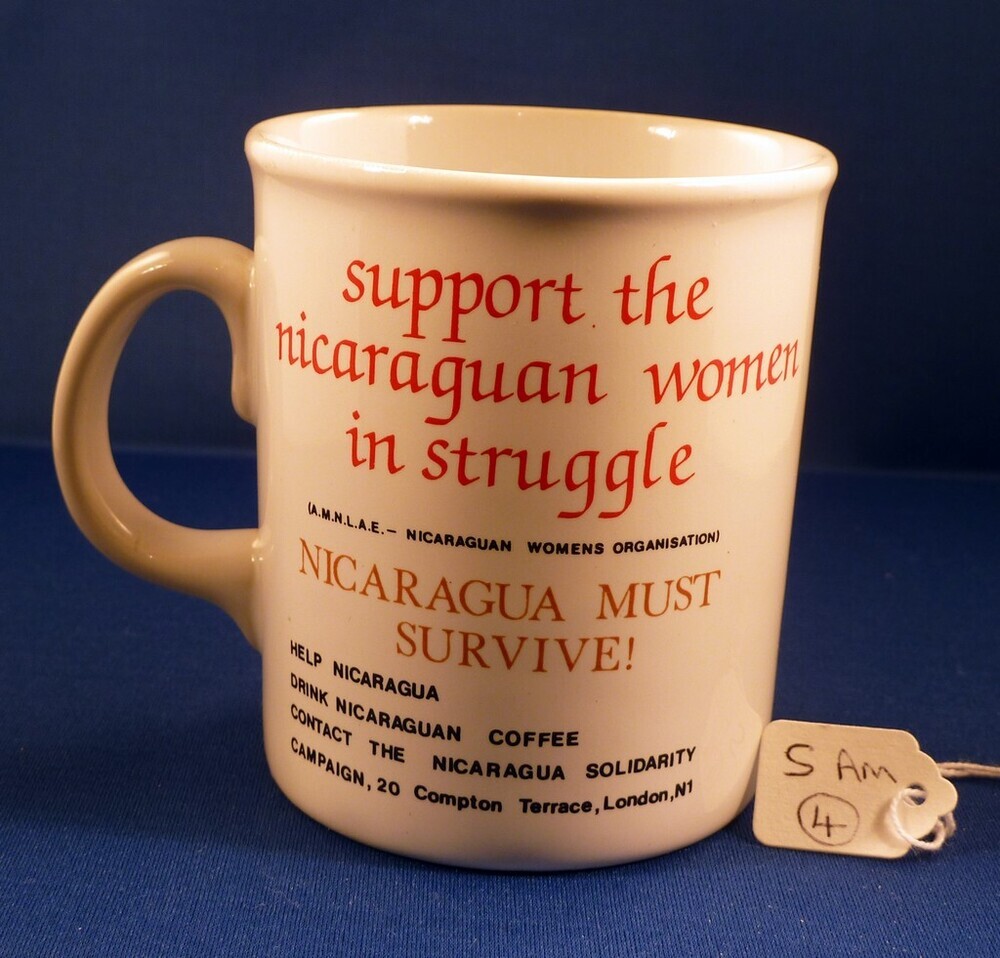 support the
nicaraguan women
in struggle
(A.M.N.L.A.E.— NICARAGUAN WOMENS ORGANISATION)
NICARAGUA MUST
SURVIVE!
HELP NICARAGUA
DRINK NICARAGUAN COFFEE
CONTACT THE NICARAGUA SOLIDARITY
CAMPAIGN, 20 Compton Terrace, London, N1
S AM
4